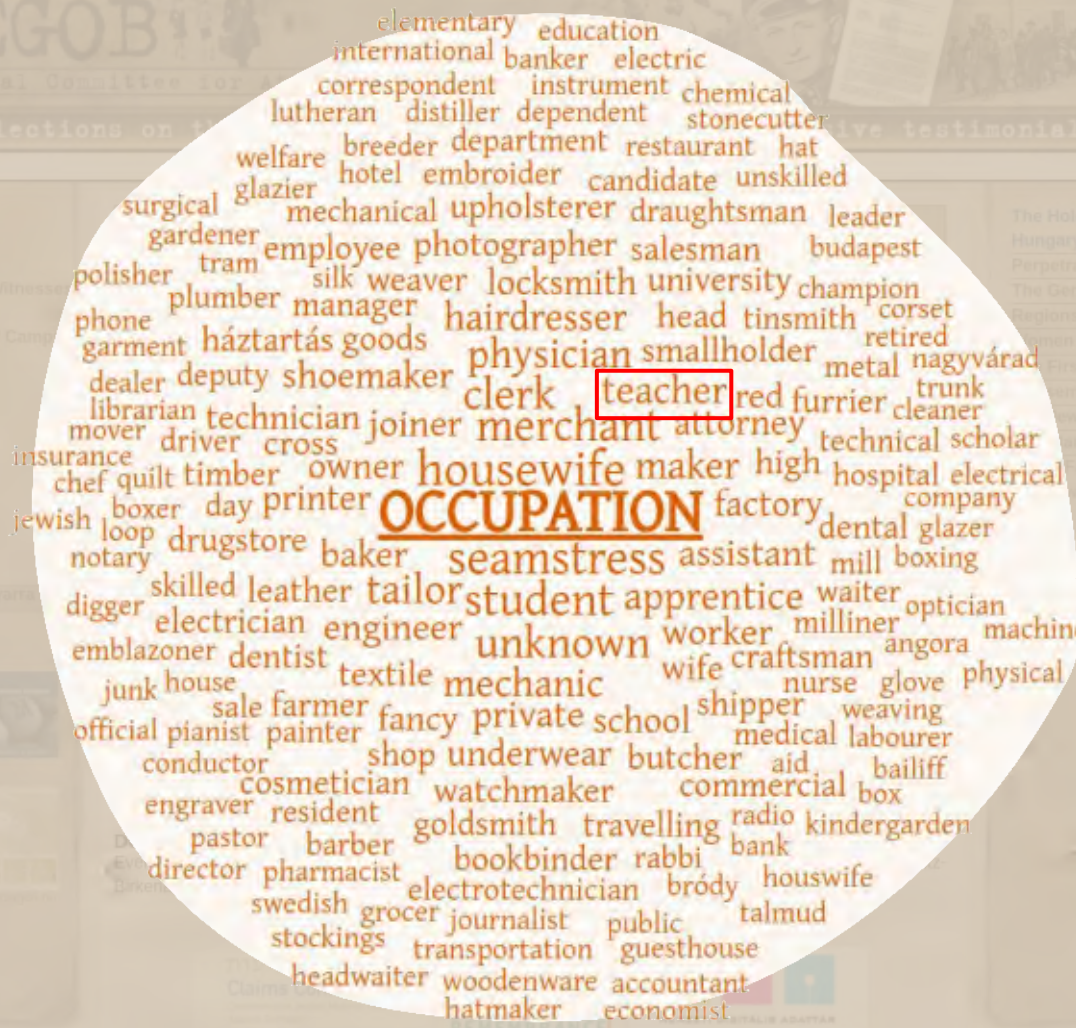 elementary education
international banker electric
correspondent instrument chemical
lutheran distiller dependent stonecutter
welfare breeder department restaurant hat
glazier hotel embroider candidate unskilled
surgical mechanical upholsterer draughtsman leader
gardener employee photographer salesman budapest
polisher tram silk weaver locksmith university champion
plumber manager hairdresser head tinsmith corset
phone háztartás goods physician smallholder retired
garment metal nagyvárad
dealer deputy shoemaker clerk teacher red furrier trunk
librarian technician joiner merchant attorney cleaner
mover driver cross technical scholar
insurance owner housewife maker high hospital electrical
chef quilt timber
jewish boxer day printer OCCUPATION factory company
loop drugstore dental glazer
notary baker seamstress assistant mill boxing
skilled leather tailor student apprentice waiter optician
digger electrician engineer unknown worker milliner machine
emblazoner dentist textile mechanic wife craftsman angora
junk house nurse glove physical
sale farmer fancy private school shipper weaving
official pianist painter medical labourer
conductor shop underwear butcher aid bailiff
cosmetician watchmaker commercial box
engraver resident goldsmith travelling radio kindergarden
pastor barber bookbinder rabbi bank
director pharmacist electrotechnician bródy houswife
swedish grocer journalist public talmud
stockings transportation guesthouse
headwaiter woodenware accountant
hatmaker economist